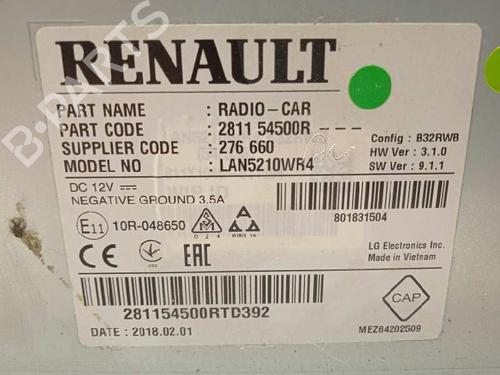 RENAULT
PART NAME : RADIO-CAR
PART CODE : 2811 54500R - - - -
SUPPLIER CODE : 276 660
MODEL NO : LAN5210WR4
Config : B32RWB
HW Ver : 3.1.0
SW Ver : 9.1.1
DC 12V
NEGATIVE GROUND 3.5A
801831504
E11 10R-048650
024
LG Electronics Inc.
Made in Vietnam
CE
EAC
281154500RTD392
CAP
DATE : 2018.02.01
MEZ64202509
B-PARTS